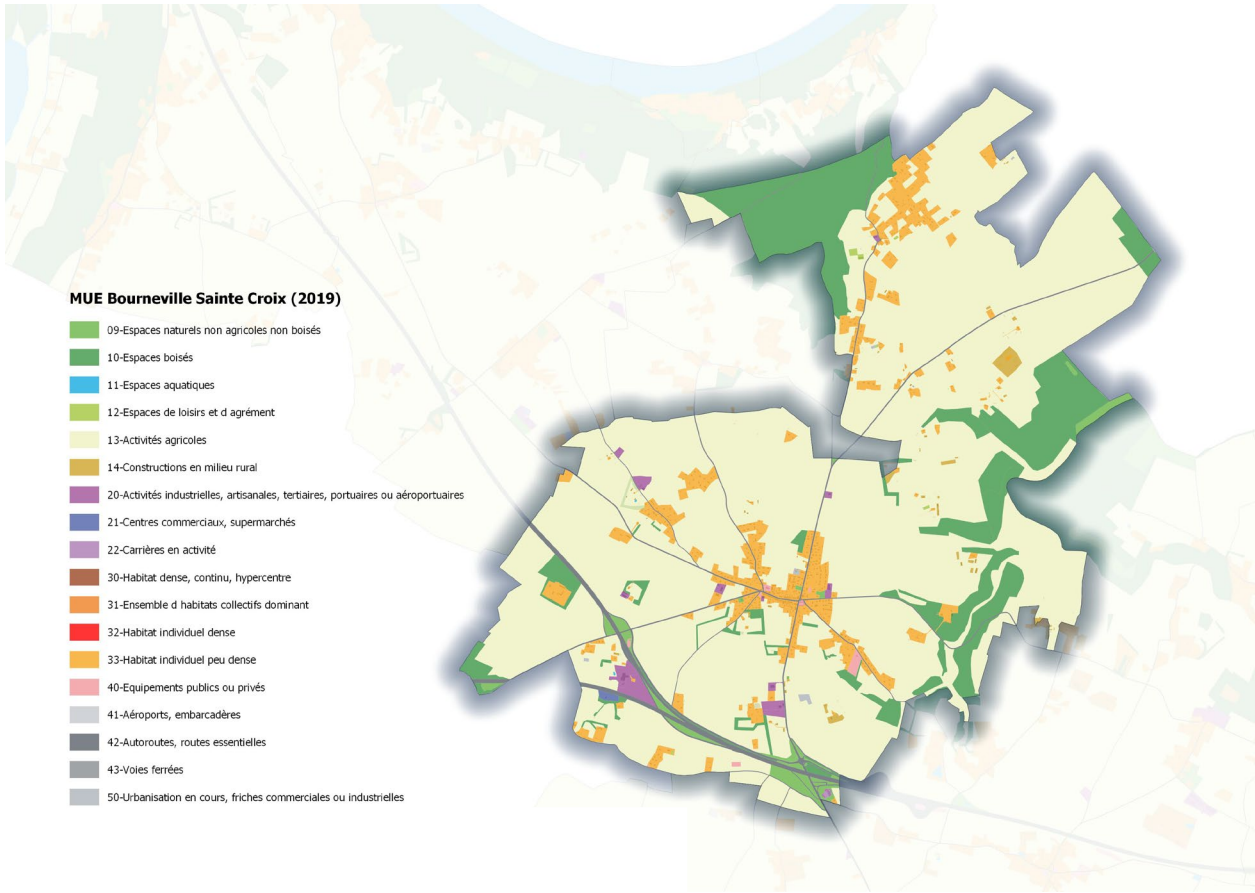 MUE Bourneville Sainte Croix (2019)
09-Espaces naturels non agricoles non boisés
10-Espaces boisés
11-Espaces aquatiques
12-Espaces de loisirs et d agrément
13-Activités agricoles
14-Constructions en milieu rural
20-Activités industrielles, artisanales, tertiaires, portuaires ou aéroportuaires
21-Centres commerciaux, supermarchés
22-Carrières en activité
30-Habitat dense, continu, hypercentre
31-Ensemble d habitats collectifs dominant
32-Habitat individuel dense
33-Habitat individuel peu dense
40-Equipements publics ou privés
41-Aéroports, embarcadères
42-Autoroutes, routes essentielles
43-Voies ferrées
50-Urbanisation en cours, friches commerciales ou industrielles